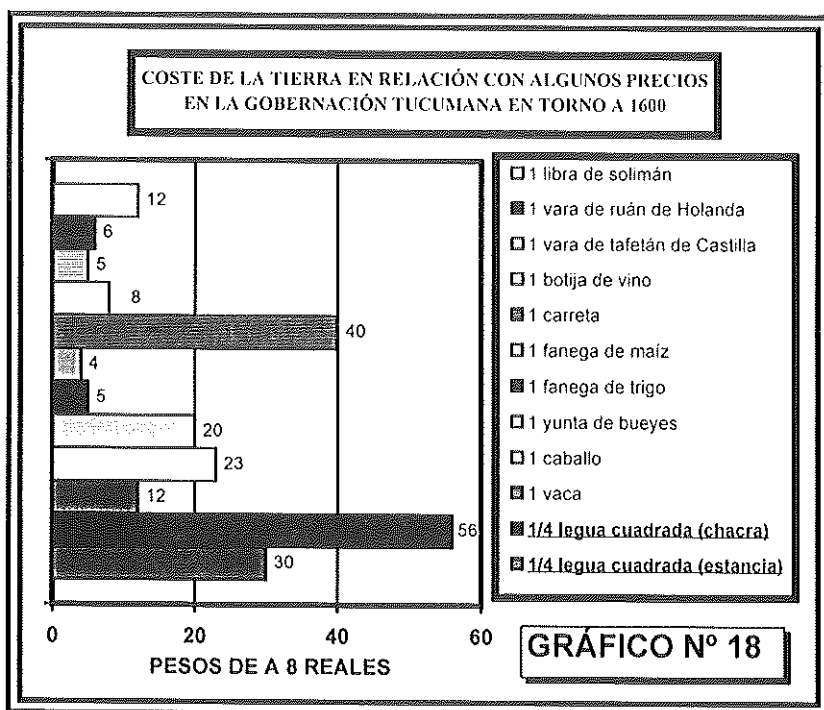 COSTE DE LA TIERRA EN RELACIÓN CON ALGUNOS PRECIOS
EN LA GOBERNACIÓN TUCUMANA EN TORNO A 1600
12
6
5
8
40
4
5
20
23
12
56
30
0 20 40 60
PESOS DE A 8 REALES
1 libra de solimán
1 vara de ruán de Holanda
1 vara de tafetán de Castilla
1 botija de vino
1 carreta
1 fanega de maíz
1 fanega de trigo
1 yunta de bueyes
1 caballo
1 vaca
1/4 legua cuadrada (chacra)
1/4 legua cuadrada (estancia)
GRÁFICO Nº 18